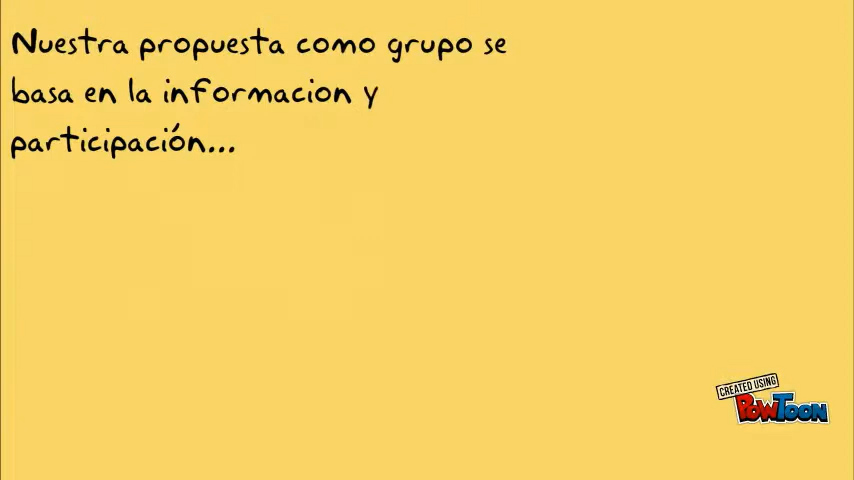 Nuestra propuesta como grupo se
basa en la informacion y
participación...
CREATED USING
POWTOON